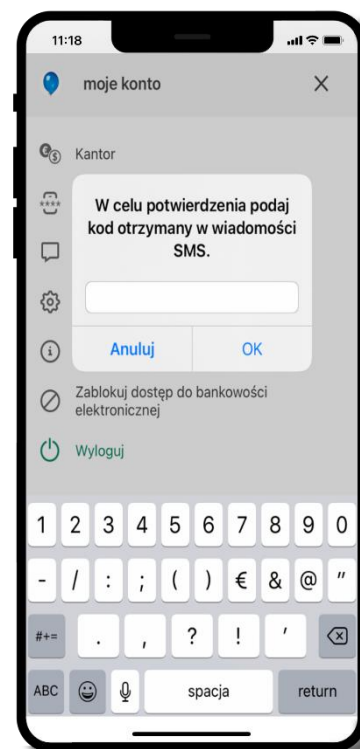 11:18
moje konto
Kantor
W celu potwierdzenia podaj
kod otrzymany w wiadomości
SMS.
Anuluj OK
Zablokuj dostęp do bankowości
elektronicznej
Wyloguj
1 2 3 4 5 6 7 8 9 0
- / : ; ( ) € & @ "
#+= . , ? ! '
ABC spacja return